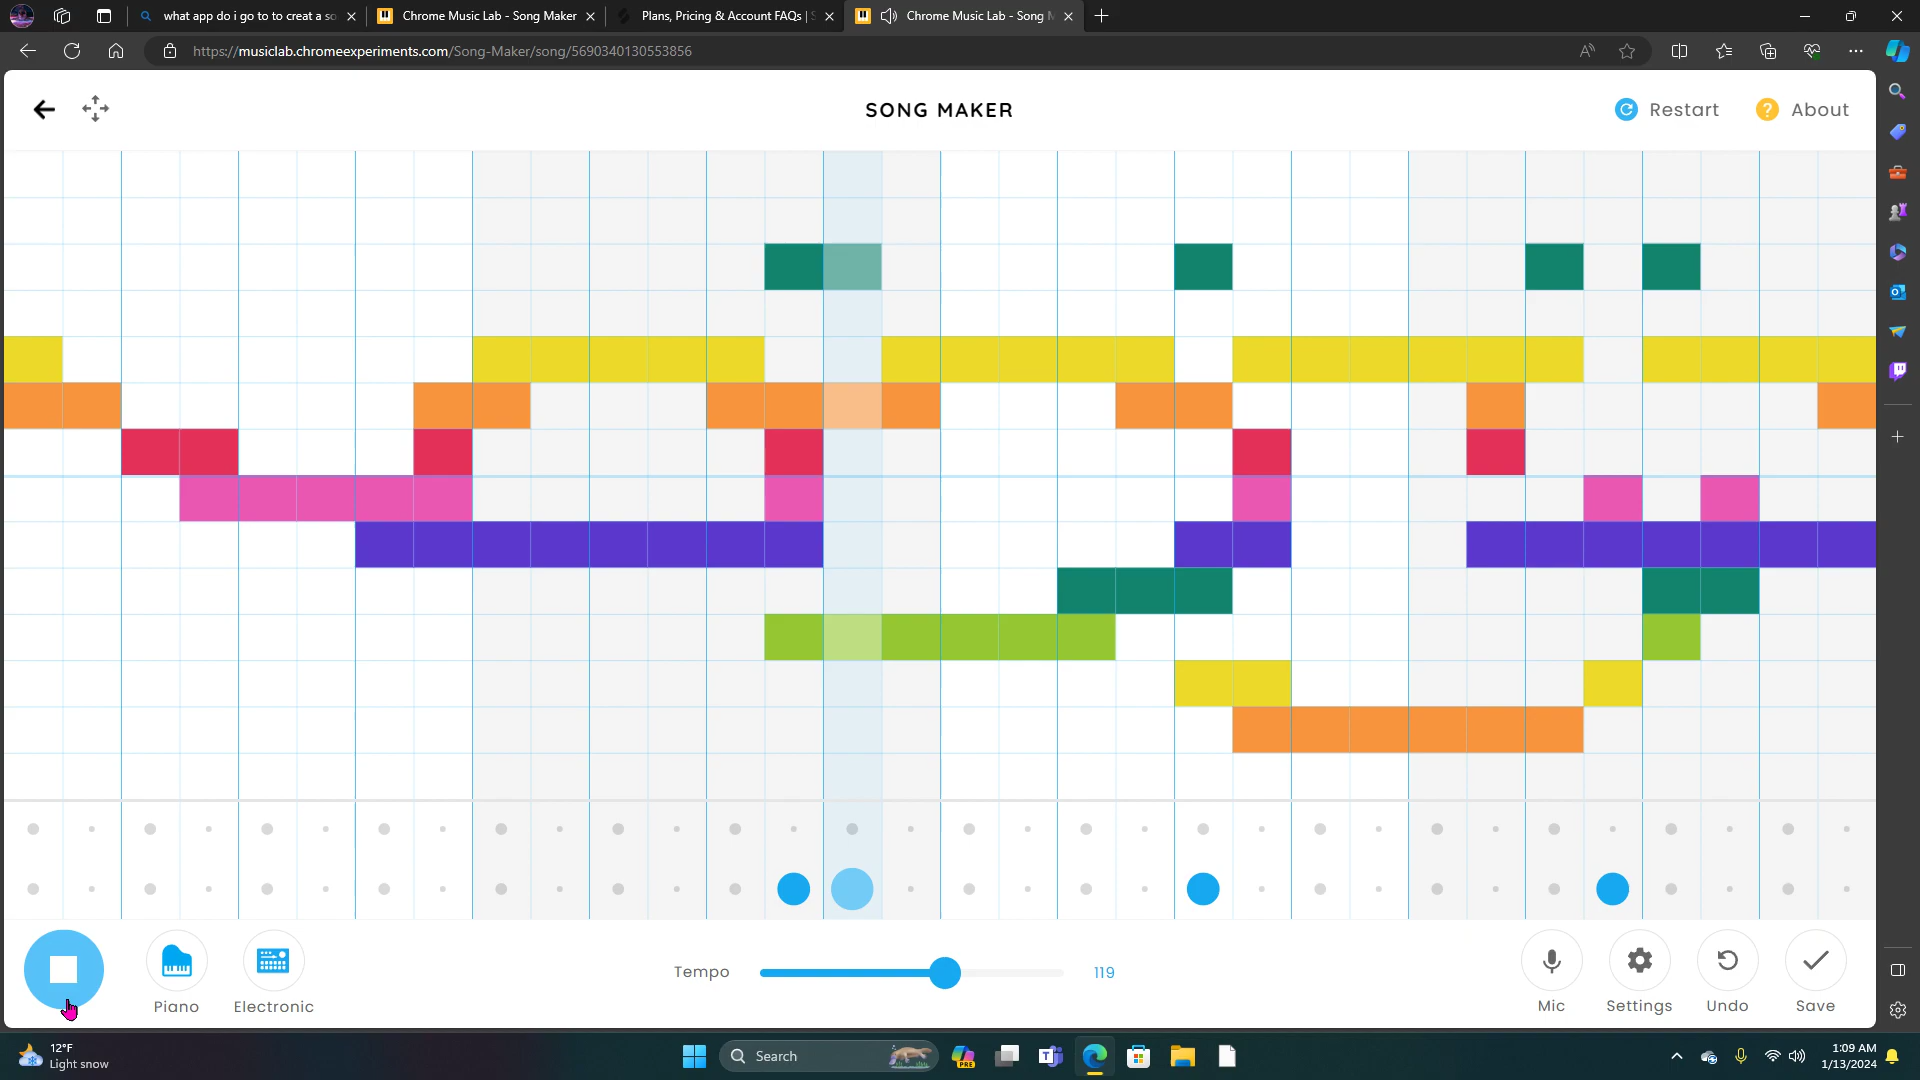 what app do i go to to creat a so
Chrome Music Lab - Song Maker
Plans, Pricing & Account FAQs | S
Chrome Music Lab - Song M
https://musiclab.chromeexperiments.com/Song-Maker/song/5690340130553856
SONG MAKER
Restart
About
Piano
Electronic
Tempo
119
Mic
Settings
Undo
Save
12°F
Light snow
Search
PRE
1:09 AM
1/13/2024